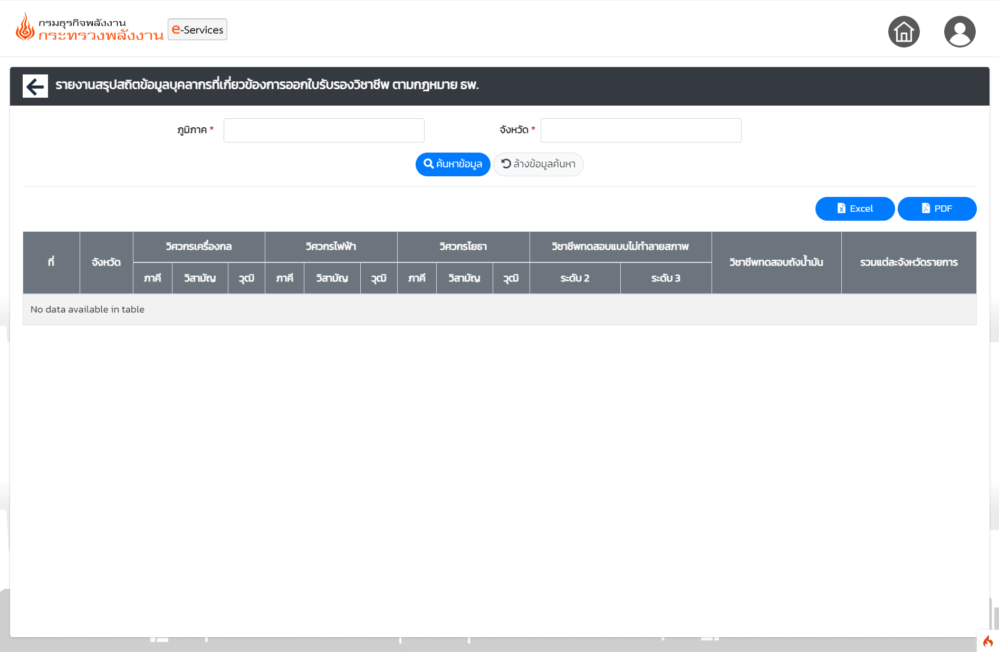 กรมธุรกิจพลังงาน
กระทรวงพลังงาน
e-Services
รายงานสรุปสถิตข้อมูลบุคลากรที่เกี่ยวข้องการออกใบรับรองวิชาชีพ ตามกฎหมาย ธพ.
ภูมิภาค *
จังหวัด *
ค้นหาข้อมูล
ล้างข้อมูลค้นหา
Excel
PDF
ที่ จังหวัด วิศวกรเครื่องกล วิศวกรไฟฟ้า วิศวกรโยธา วิชาชีพทดสอบแบบไม่ทำลายสภาพ วิชาชีพทดสอบถังน้ำมัน รวมแต่ละจังหวัดรายการ
ภาคี วิสามัญ วุฒิ ภาคี วิสามัญ วุฒิ ภาคี วิสามัญ วุฒิ ระดับ 2 ระดับ 3
No data available in table